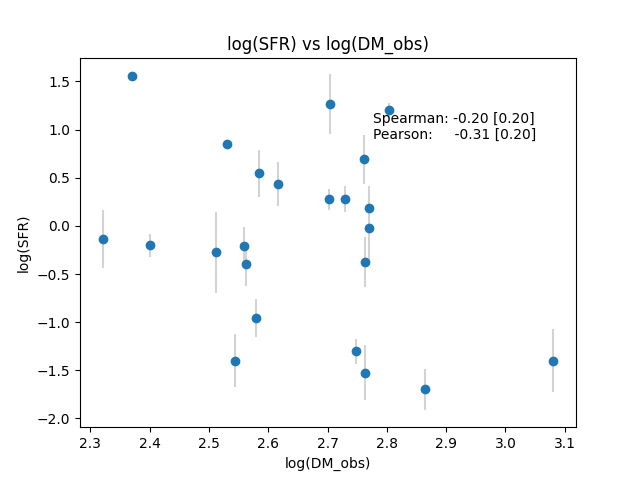 log(SFR) vs log(DM_obs)
Spearman: -0.20 [0.20]
Pearson: -0.31 [0.20]
log(SFR)
1.5
1.0
0.5
0.0
−0.5
−1.0
−1.5
−2.0
2.3 2.4 2.5 2.6 2.7 2.8 2.9 3.0 3.1
log(DM_obs)